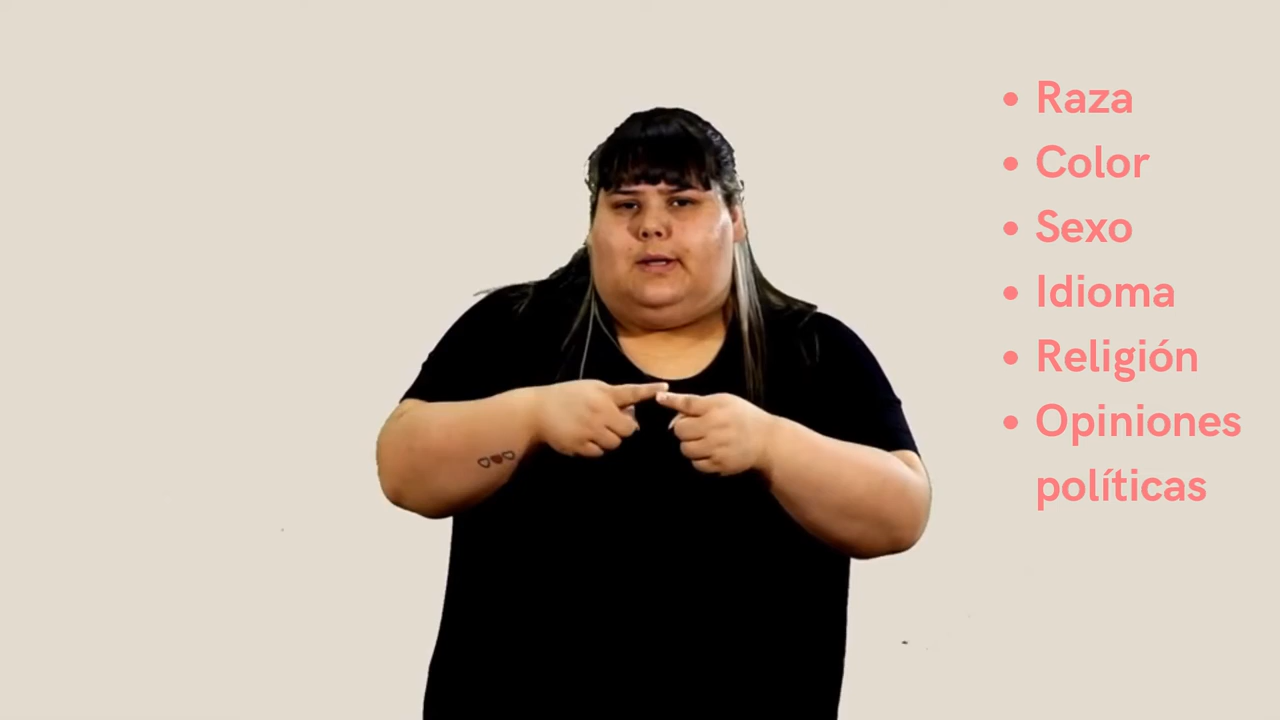 • Raza
• Color
• Sexo
• Idioma
• Religión
• Opiniones
políticas